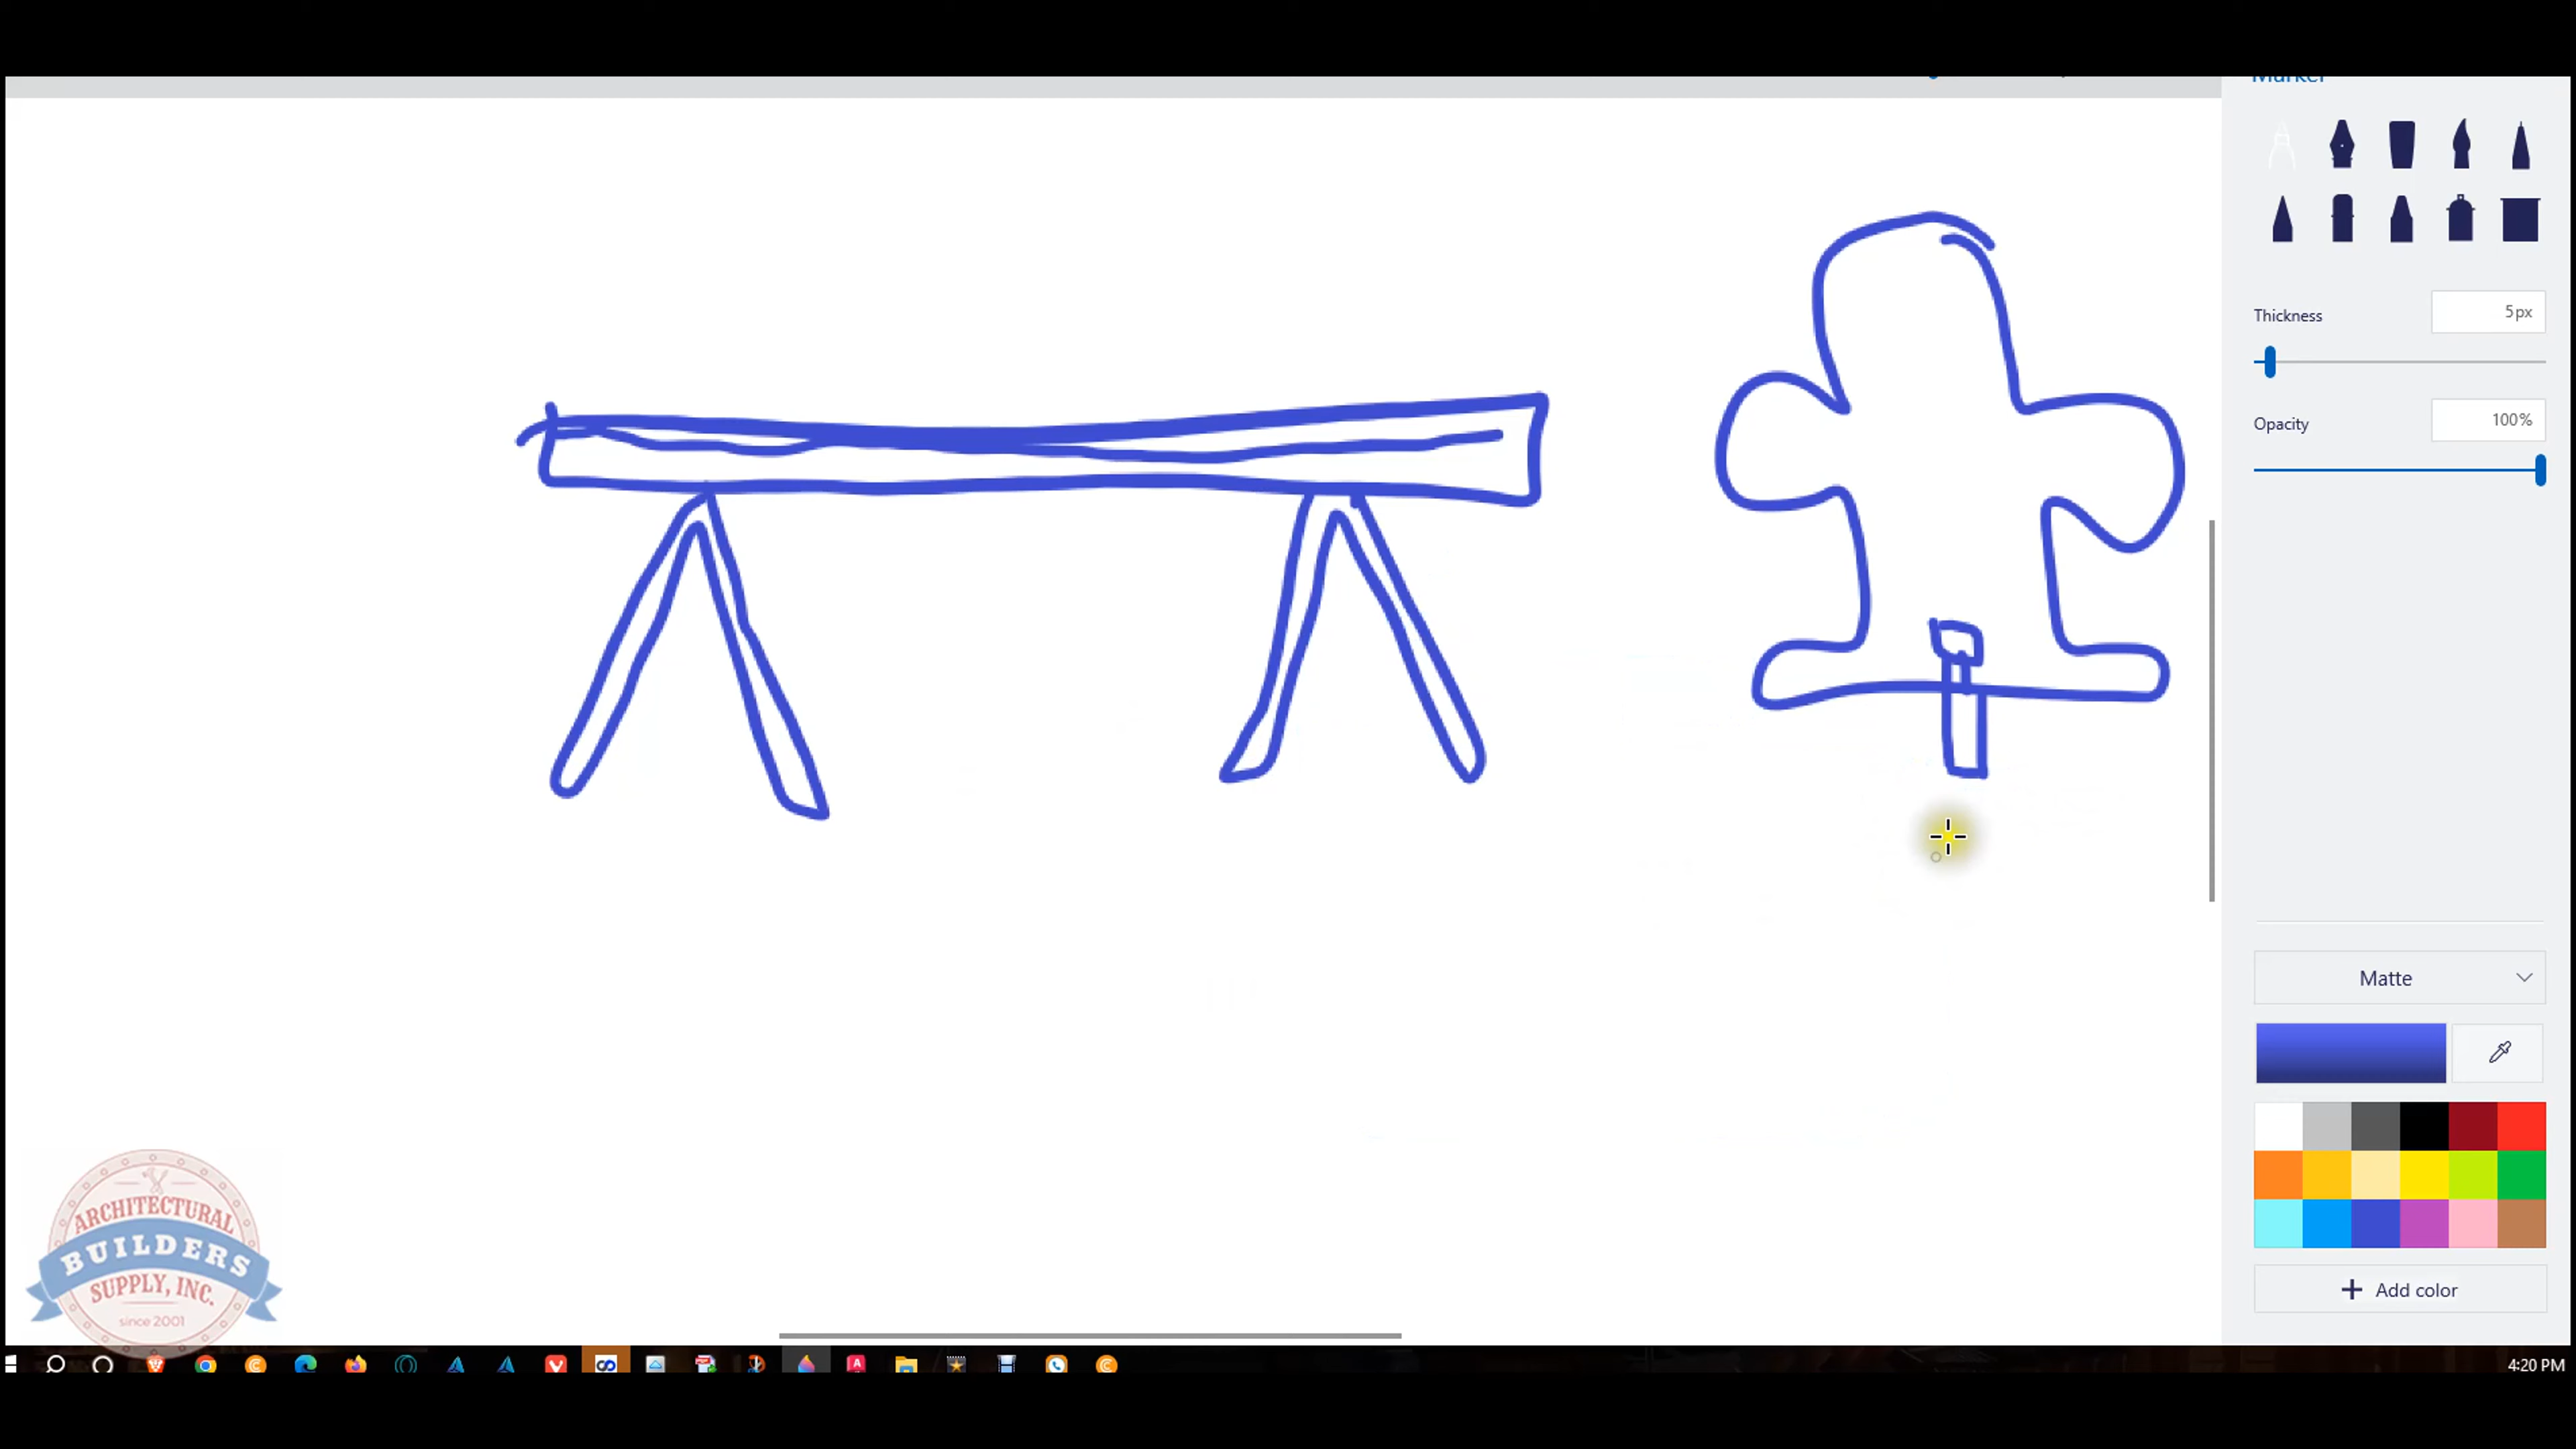 Marker
Thickness
5px
Opacity
100%
Matte
Add color
ARCHITECTURAL
BUILDERS
SUPPLY, INC.
since 2001
4:20 PM